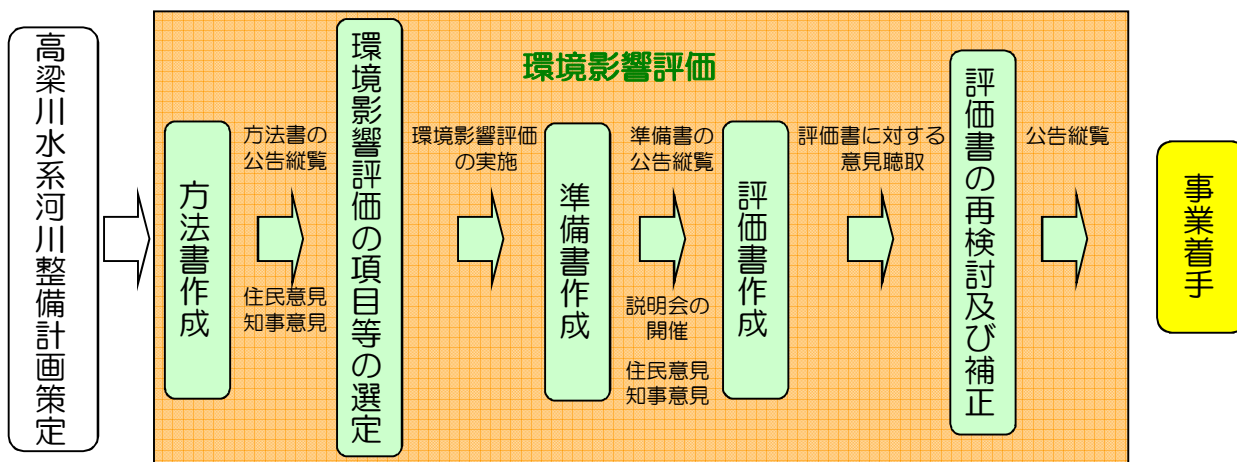 環境影響評価
高梁川水系河川整備計画策定
方法書作成
方法書の
公告縦覧
住民意見
知事意見
環境影響評価の項目等の選定
環境影響評価
の実施
準備書作成
準備書の
公告縦覧
説明会の
開催
住民意見
知事意見
評価書作成
評価書に対する
意見聴取
評価書の再検討及び補正
公告縦覧
事業着手